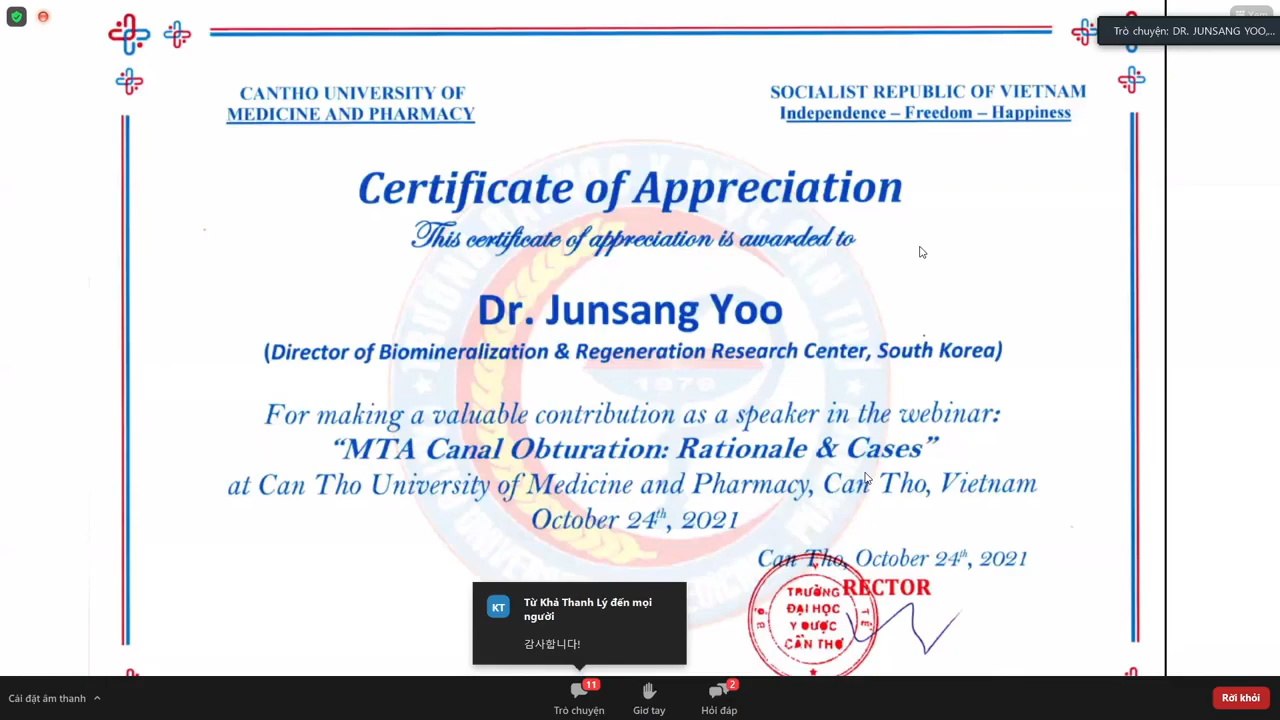 Xem
Trò chuyện: DR. JUNSANG YOO,...
CANTHO UNIVERSITY OF
MEDICINE AND PHARMACY
SOCIALIST REPUBLIC OF VIETNAM
Independence – Freedom – Happiness
Certificate of Appreciation
This certificate of appreciation is awarded to
Dr. Junsang Yoo
(Director of Biomineralization & Regeneration Research Center, South Korea)
1979
For making a valuable contribution as a speaker in the webinar:
“MTA Canal Obturation: Rationale & Cases”
at Can Tho University of Medicine and Pharmacy, Can Tho, Vietnam
October 24th, 2021
Can Tho, October 24th, 2021
RECTOR
TRƯỜNG
ĐẠI HỌC
Y DƯỢC
CẦN THƠ
BỘ
TẾ
KT
Từ Khả Thanh Lý đến mọi
người
감사합니다!
Cài đặt âm thanh
11
Trò chuyện
Giơ tay
2
Hỏi đáp
Rời khỏi